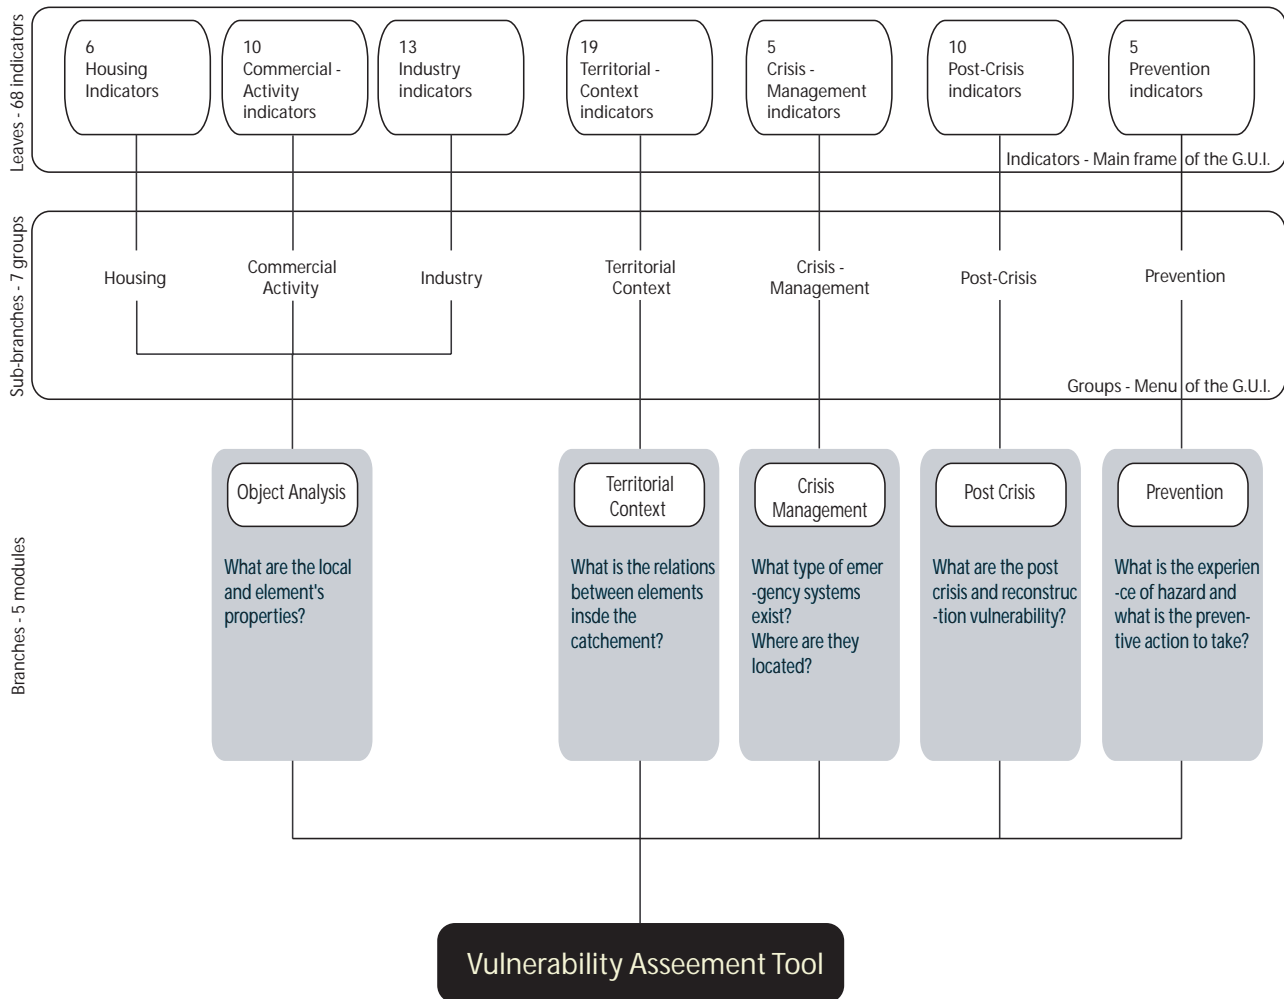 Leaves - 68 indicators
6
Housing
Indicators
10
Commercial -
Activity
indicators
13
Industry
indicators
19
Territorial -
Context
indicators
5
Crisis -
Management
indicators
10
Post-Crisis
indicators
5
Prevention
indicators
Indicators - Main frame of the G.U.I.
Sub-branches - 7 groups
Housing
Commercial
Activity
Industry
Territorial
Context
Crisis -
Management
Post-Crisis
Prevention
Groups - Menu of the G.U.I.
Branches - 5 modules
Object Analysis
What are the local
and element's
properties?
Territorial
Context
What is the relations
between elements
insde the
catchement?
Crisis
Management
What type of emer
-gency systems
exist?
Where are they
located?
Post Crisis
What are the post
crisis and reconstruc
-tion vulnerability?
Prevention
What is the experien
-ce of hazard and
what is the preven-
tive action to take?
Vulnerability Asseement Tool